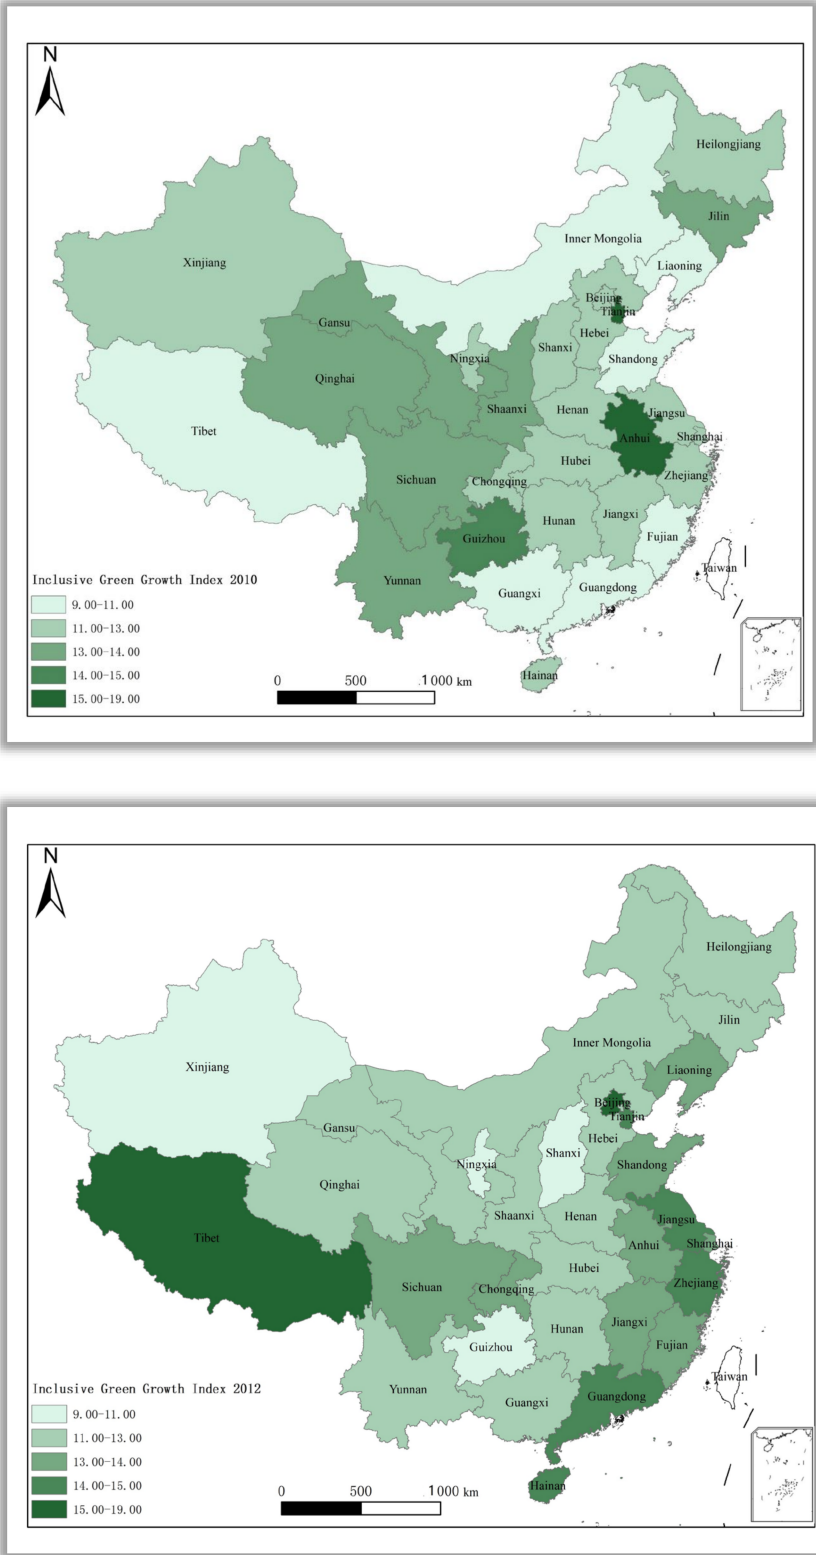 N
Heilongjiang
Jilin
Inner Mongolia
Liaoning
Xinjiang
Beijing
Tianjin
Gansu
Hebei
Shanxi
Ningxia
Shandong
Qinghai
Shaanxi
Henan
Jiangsu
Tibet
Anhui
Shanghai
Hubei
Sichuan
Chongqing
Zhejiang
Hunan
Jiangxi
Guizhou
Fujian
Taiwan
Yunnan
Guangxi
Guangdong
Hainan
Inclusive Green Growth Index 2010
9.00-11.00
11.00-13.00
13.00-14.00
14.00-15.00
15.00-19.00
0 500 1000 km
N
Heilongjiang
Jilin
Inner Mongolia
Liaoning
Xinjiang
Beijing
Tianjin
Gansu
Hebei
Shanxi
Ningxia
Shandong
Qinghai
Shaanxi
Henan
Jiangsu
Tibet
Anhui
Shanghai
Hubei
Sichuan
Chongqing
Zhejiang
Jiangxi
Hunan
Fujian
Guizhou
Taiwan
Yunnan
Guangxi
Guangdong
Hainan
Inclusive Green Growth Index 2012
9.00-11.00
11.00-13.00
13.00-14.00
14.00-15.00
15.00-19.00
0 500 1000 km